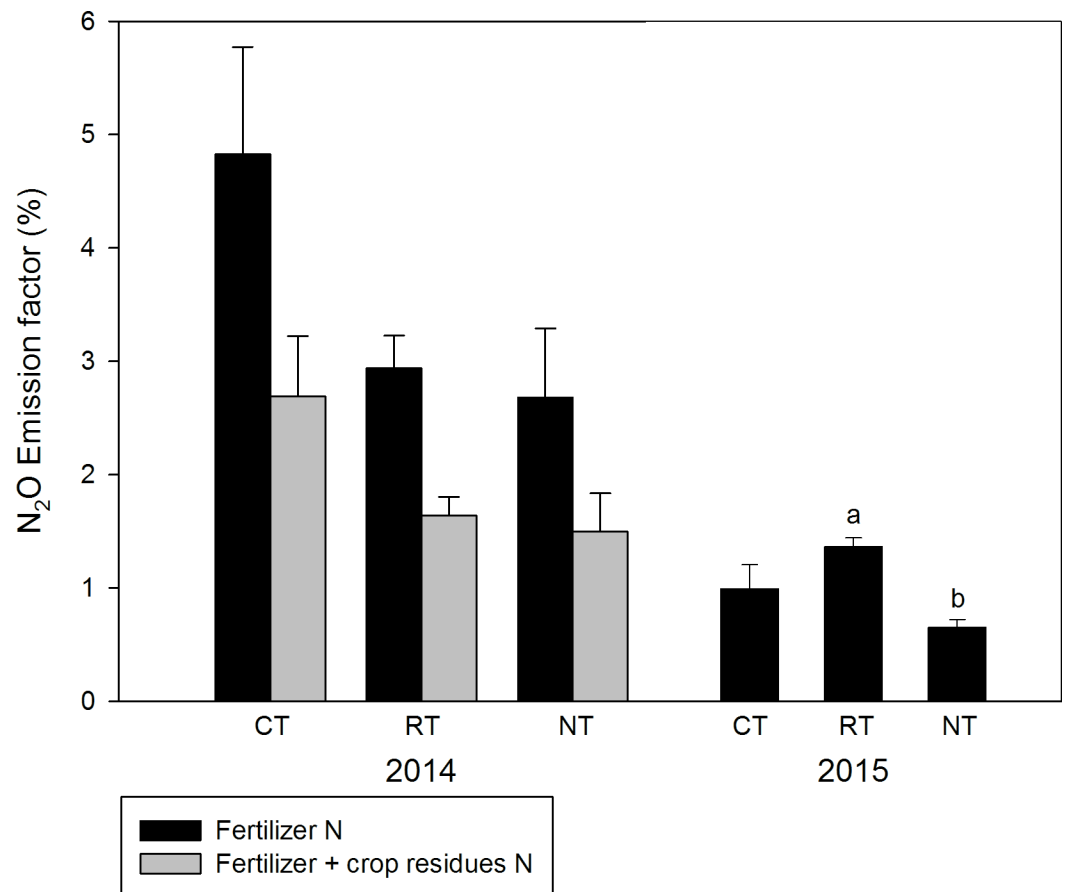 N₂O Emission factor (%)
6
5
4
3
2
1
0
a
b
CT RT NT CT RT NT
2014 2015
Fertilizer N
Fertilizer + crop residues N